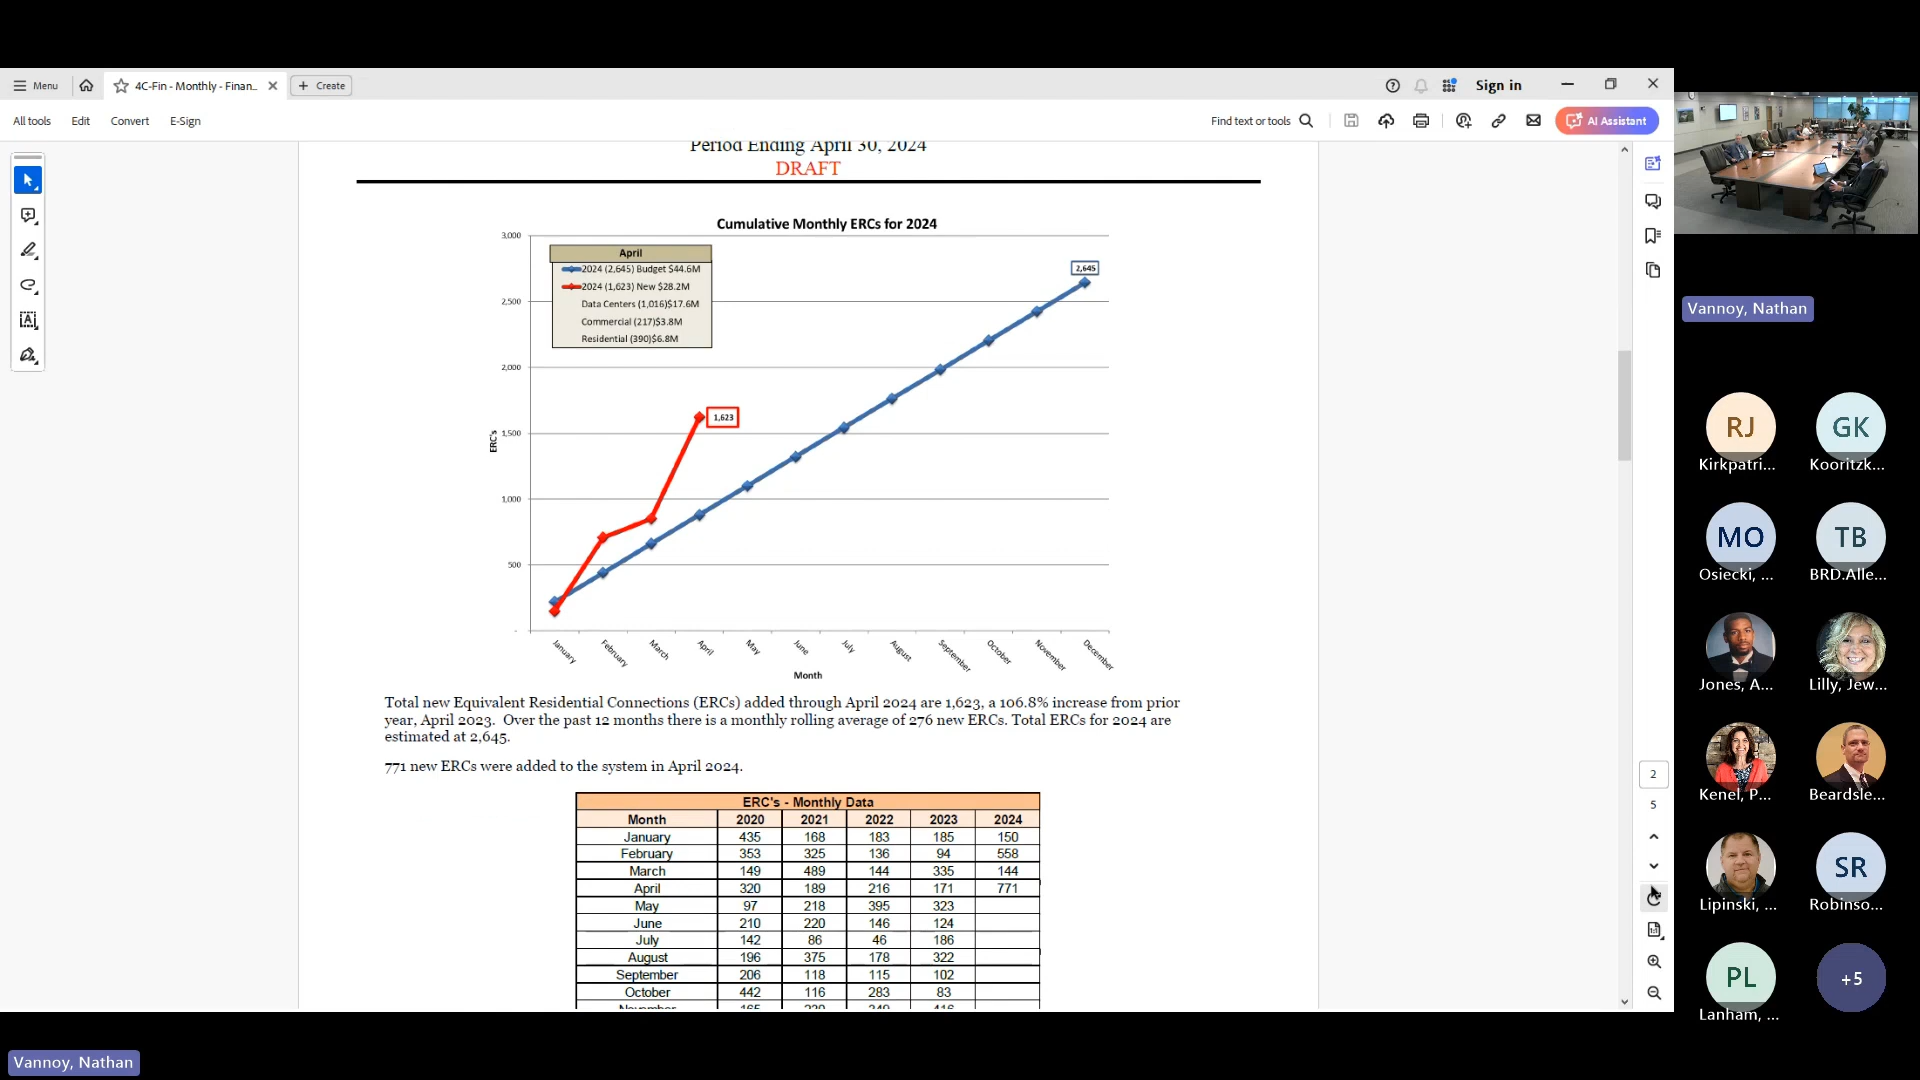 Menu
4C-Fin - Monthly - Finan...
Create
Sign in
All tools
Edit
Convert
E-Sign
Find text or tools
AI Assistant
Period Ending April 30, 2024
DRAFT
Cumulative Monthly ERCs for 2024
3,000
2,500
2,000
1,500
1,000
500
-
ERC's
April
2024 (2,645) Budget $44.6M
2024 (1,623) New $28.2M
Data Centers (1,016)$17.6M
Commercial (217)$3.8M
Residential (390)$6.8M
2,645
1,623
January
February
March
April
May
June
July
August
September
October
November
December
Month
Total new Equivalent Residential Connections (ERCs) added through April 2024 are 1,623, a 106.8% increase from prior
year, April 2023. Over the past 12 months there is a monthly rolling average of 276 new ERCs. Total ERCs for 2024 are
estimated at 2,645.
771 new ERCs were added to the system in April 2024.
ERC's - Monthly Data
Month 2020 2021 2022 2023 2024
January 435 168 183 185 150
February 353 325 136 94 558
March 149 489 144 335 144
April 320 189 216 171 771
May 97 218 395 323
June 210 220 146 124
July 142 86 46 186
August 196 375 178 322
September 206 118 115 102
October 442 116 283 83
2
5
Vannoy, Nathan
RJ
Kirkpatri...
GK
Kooritzk...
MO
Osiecki, ...
TB
BRD.Alle...
Jones, A...
Lilly, Jew...
Kenel, P...
Beardsle...
Lipinski, ...
SR
Robinso...
PL
Lanham, ...
+5
Vannoy, Nathan